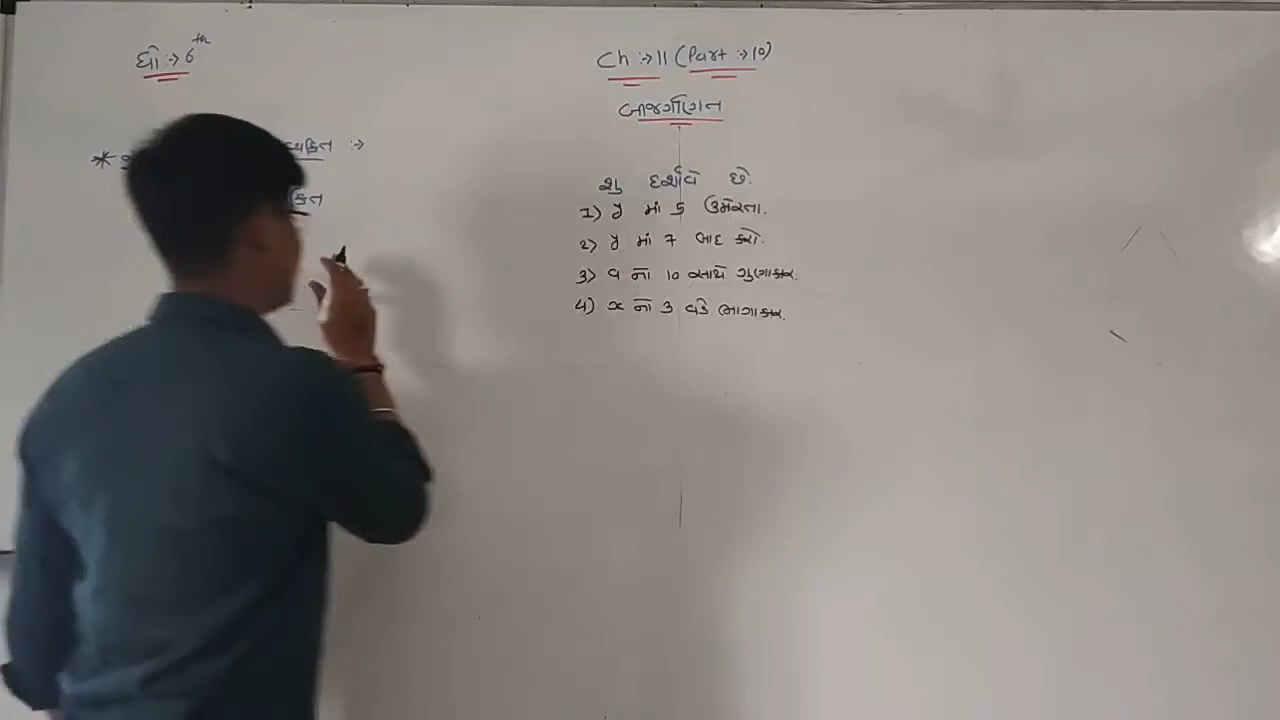 ધો :→ 6th
Ch :→ 11 (Part :→ 10)
બીજગણિત
* :→
શુ દર્શાવે છે.
1) y માં 5 ઉમેરતા.
2) y માં 7 બાદ કરો.
3) ને 10 સાથે ગુણાકાર.
4) x ને 3 વડે ભાગાકાર.